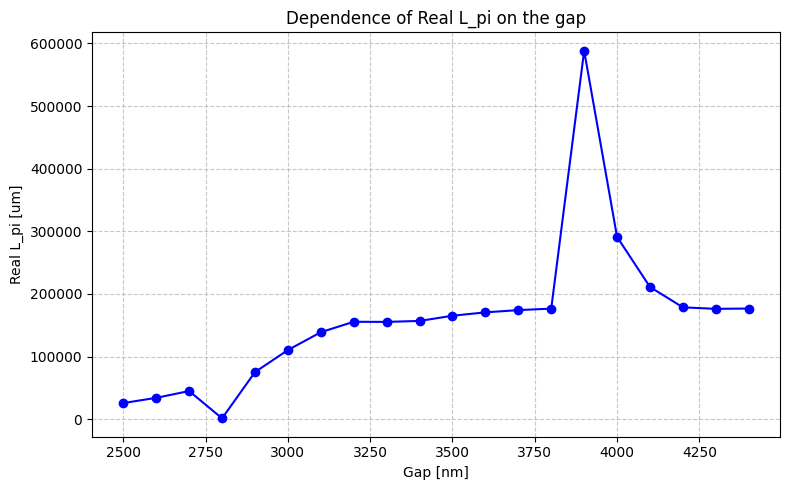 Dependence of Real L_pi on the gap
600000
500000
400000
300000
200000
100000
0
Real L_pi [um]
2500 2750 3000 3250 3500 3750 4000 4250
Gap [nm]